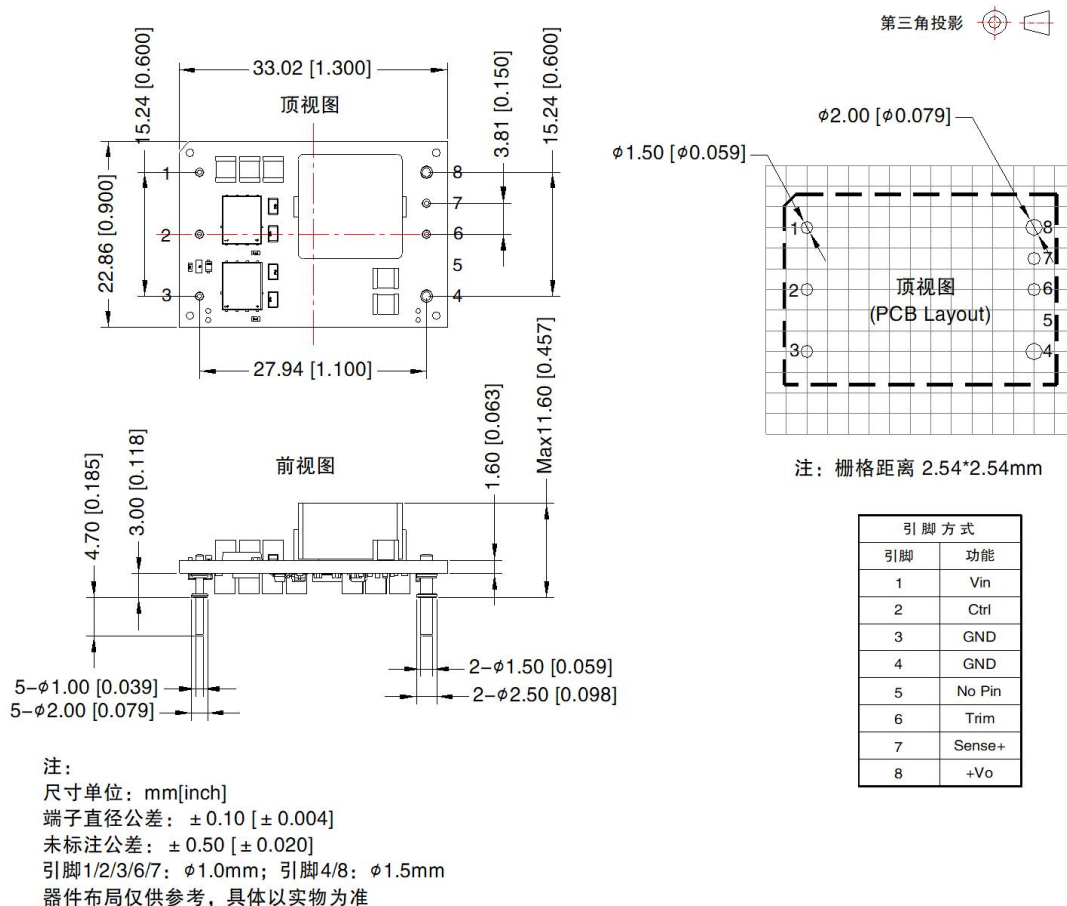 第三角投影
33.02 [1.300]
顶视图
15.24 [0.600]
22.86 [0.900]
3.81 [0.150]
15.24 [0.600]
1
2
3
8
7
6
5
4
27.94 [1.100]
ϕ2.00 [ϕ0.079]
ϕ1.50 [ϕ0.059]
1
2
3
8
7
6
5
4
顶视图
(PCB Layout)
注：栅格距离 2.54*2.54mm
前视图
4.70 [0.185]
3.00 [0.118]
1.60 [0.063]
Max11.60 [0.457]
5-ϕ1.00 [0.039]
5-ϕ2.00 [0.079]
2-ϕ1.50 [0.059]
2-ϕ2.50 [0.098]
引脚方式
引脚 功能
1 Vin
2 Ctrl
3 GND
4 GND
5 No Pin
6 Trim
7 Sense+
8 +Vo
注：
尺寸单位：mm[inch]
端子直径公差：±0.10 [±0.004]
未标注公差：±0.50 [±0.020]
引脚1/2/3/6/7：ϕ1.0mm；引脚4/8：ϕ1.5mm
器件布局仅供参考，具体以实物为准